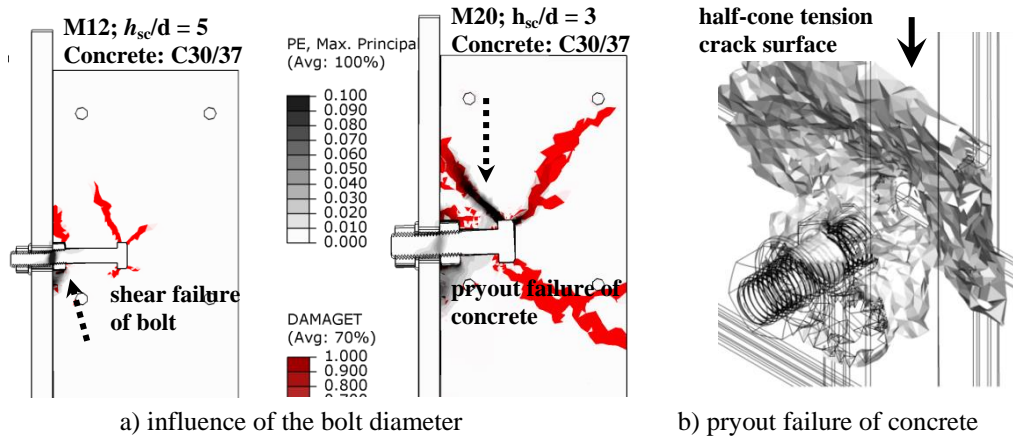 M12; hsc/d = 5
Concrete: C30/37
shear failure
of bolt
PE, Max. Principal
(Avg: 100%)
0.100
0.090
0.080
0.070
0.060
0.050
0.040
0.030
0.020
0.010
0.000
DAMAGET
(Avg: 70%)
1.000
0.900
0.800
M20; hsc/d = 3
Concrete: C30/37
pryout failure of
concrete
half-cone tension
crack surface
a) influence of the bolt diameter
b) pryout failure of concrete